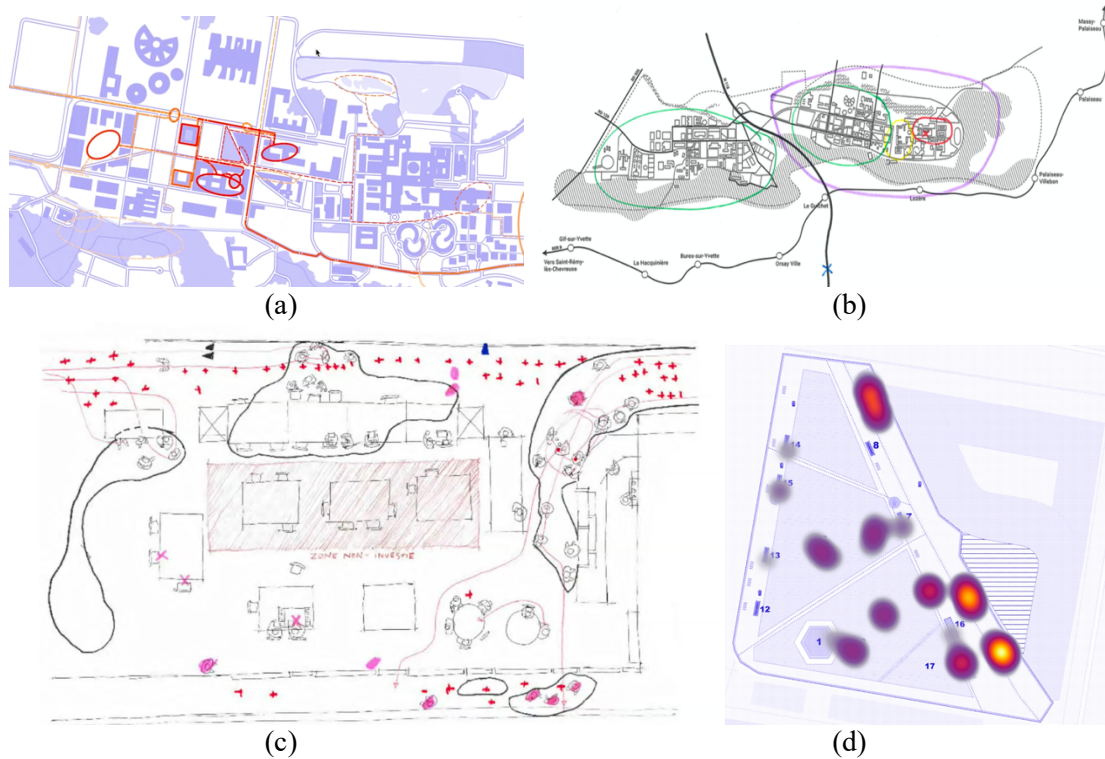 (a)
Massy-
Palaiseau
Palaiseau
Palaiseau-
Villebon
Lozère
Le Guichet
Orsay Ville
Bures-sur-Yvette
La Hacquinière
Gif-sur-Yvette
RER B
Vers Saint-Rémy-
lès-Chevreuse
(b)
ZONE NON-INVESTIE
(c)
14
8
15
7
13
12
16
1
17
(d)